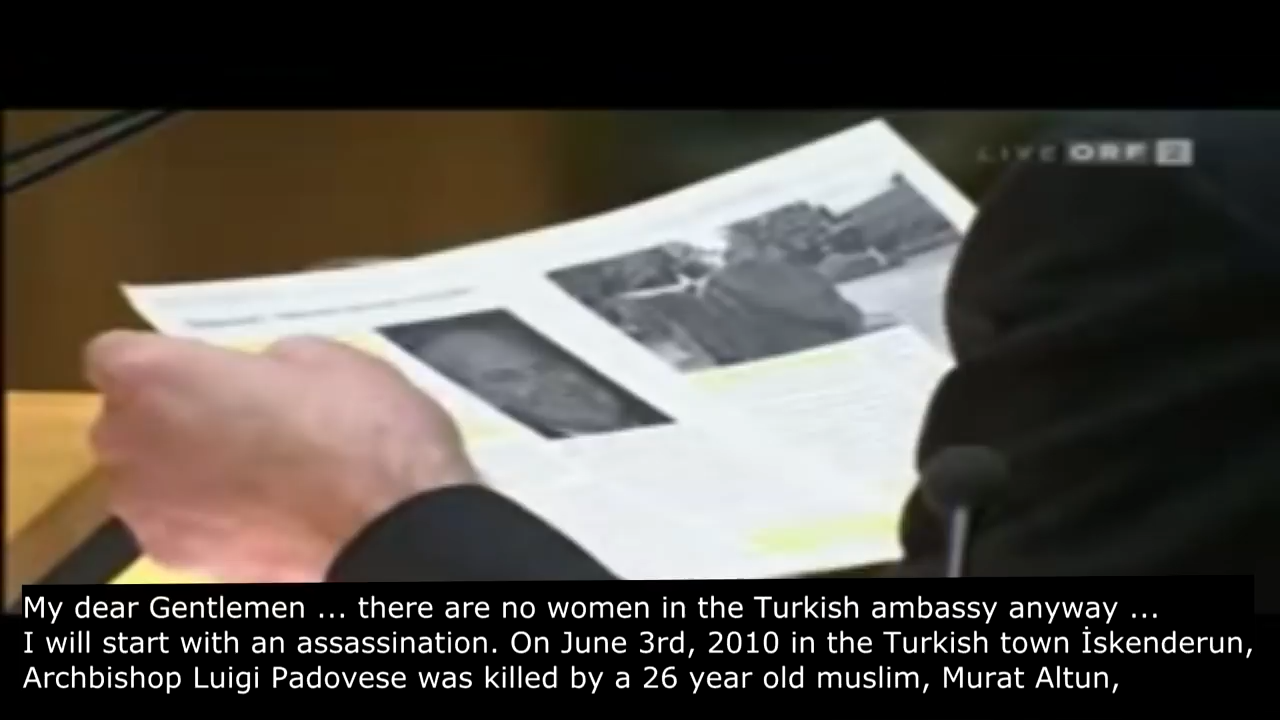 LIVE ORF 2
My dear Gentlemen ... there are no women in the Turkish ambassy anyway ...
I will start with an assassination. On June 3rd, 2010 in the Turkish town İskenderun,
Archbishop Luigi Padovese was killed by a 26 year old muslim, Murat Altun,